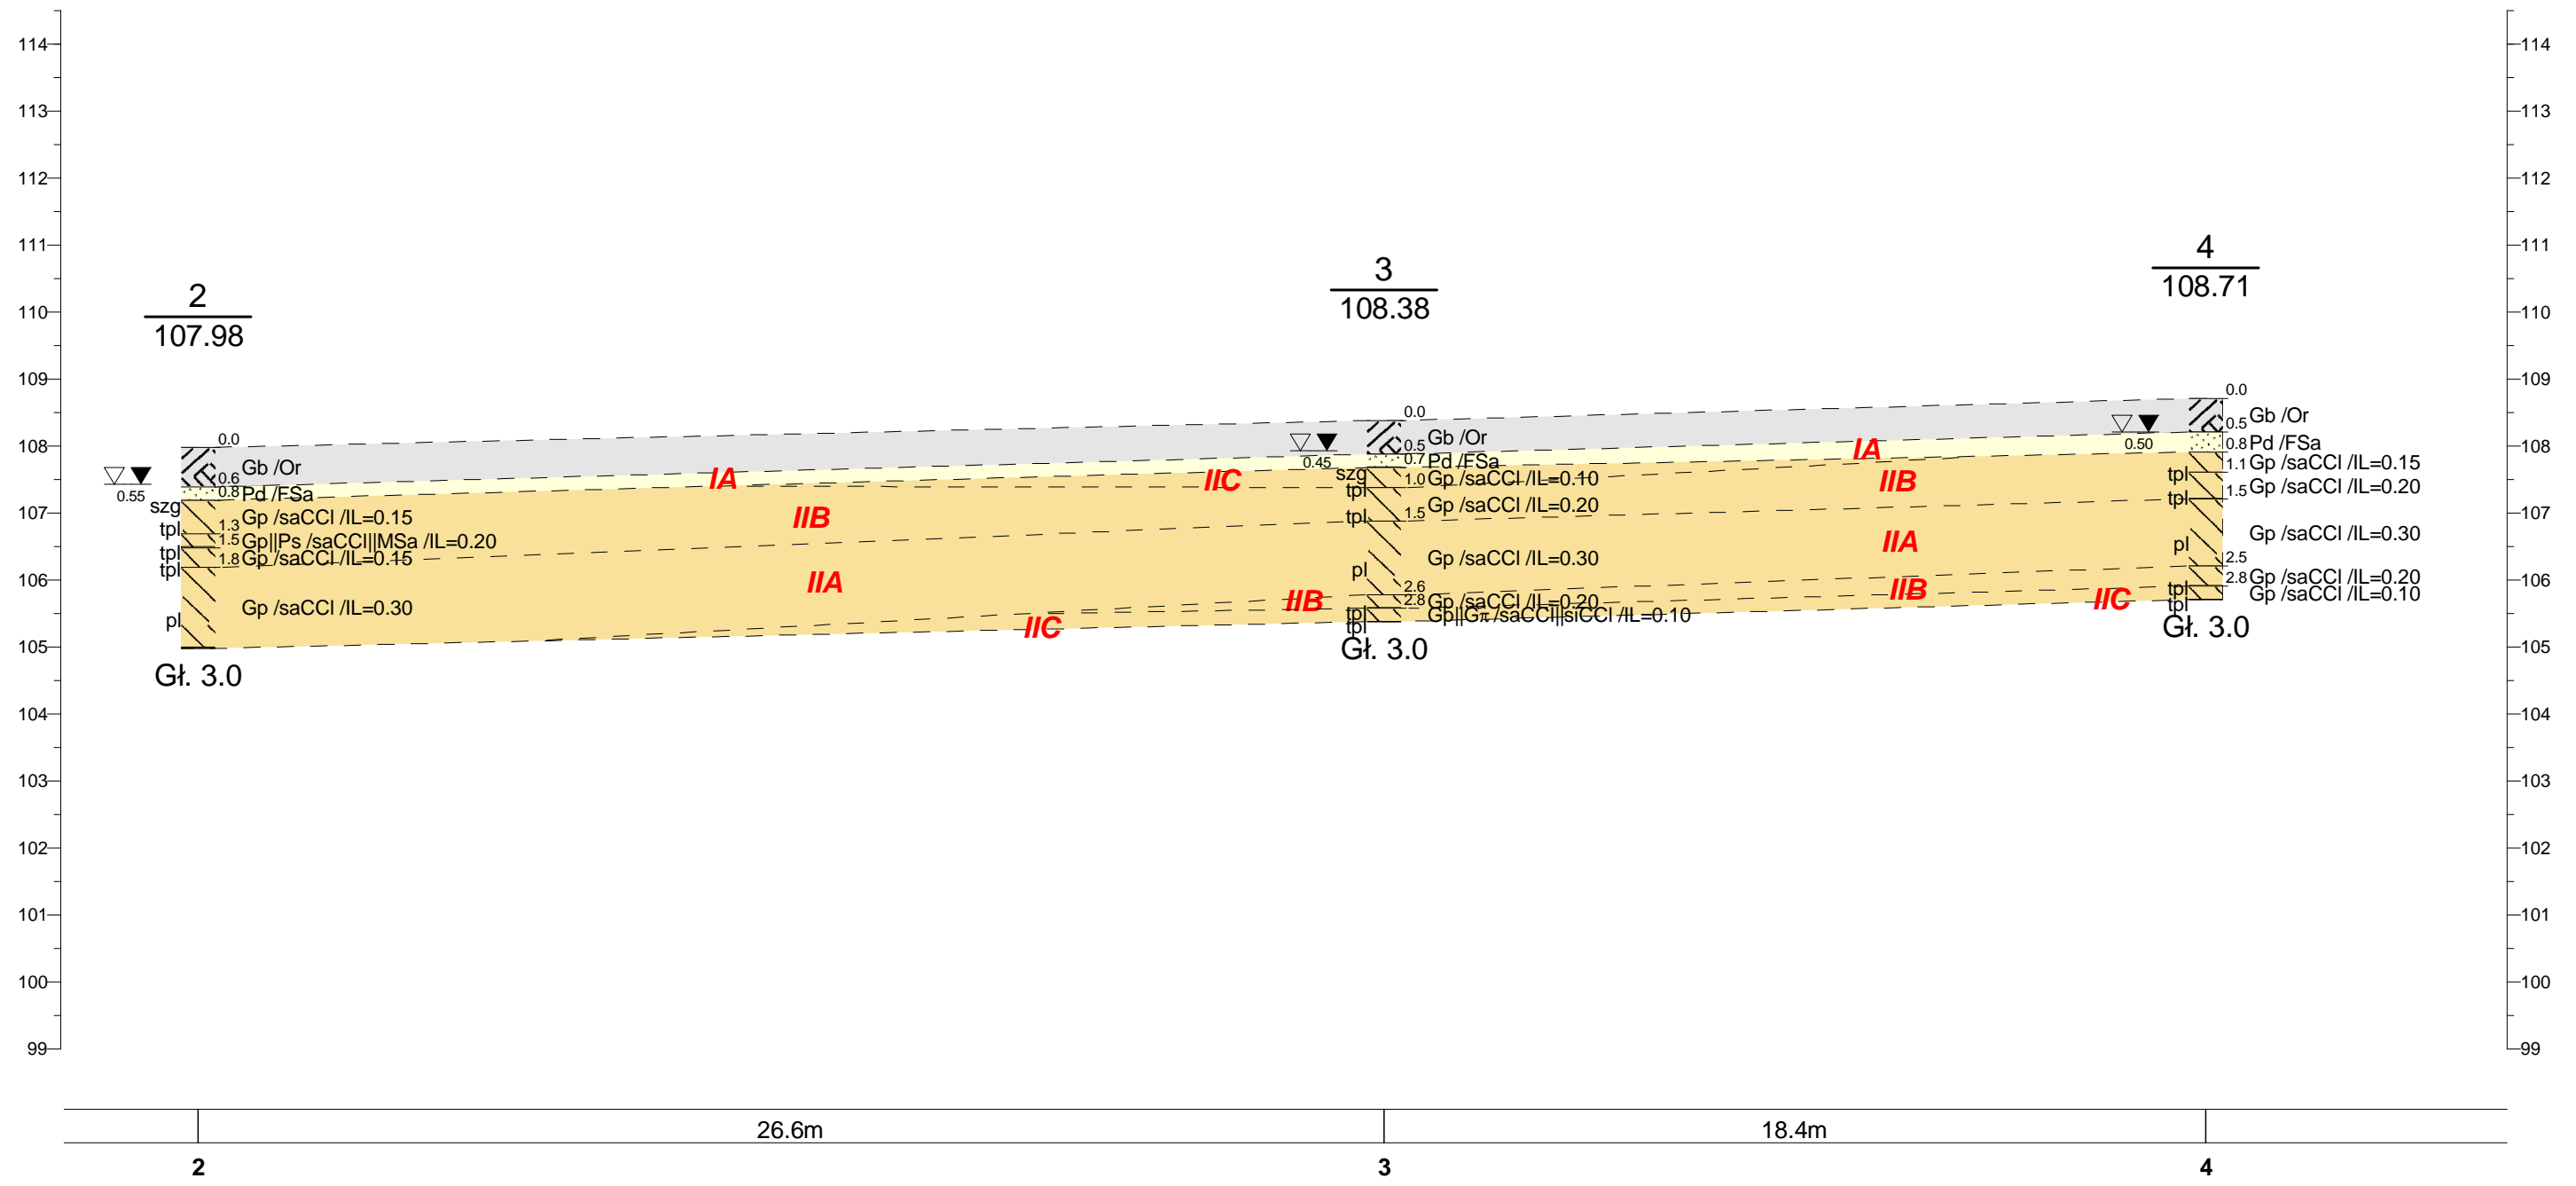 114
113
112
111
110
109
108
107
106
105
104
103
102
101
100
99
2
107.98
0.55
0.0
Gb /Or
0.6
0.8 Pd /FSa
szg
Gp /saCCl /IL=0.15
1.3
tpl
1.5 Gp||Ps /saCCl||MSa /IL=0.20
tpl
1.8 Gp /saCCl /IL=0.15
tpl
Gp /saCCl /IL=0.30
pl
Gł. 3.0
IA
IIB
IIA
IIC
IIC
IIB
3
108.38
0.45
0.0
Gb /Or
0.5
0.7 Pd /FSa
szg
1.0 Gp /saCCl /IL=0.10
tpl
Gp /saCCl /IL=0.20
1.5
tpl
Gp /saCCl /IL=0.30
pl
2.6
2.8 Gp /saCCl /IL=0.20
tpl
Gp||Gπ /saCCl||siCCl /IL=0.10
tpl
Gł. 3.0
IA
IIB
IIA
IIB
IIC
4
108.71
0.50
0.0
Gb /Or
0.5
0.8 Pd /FSa
1.1 Gp /saCCl /IL=0.15
tpl
Gp /saCCl /IL=0.20
1.5
tpl
Gp /saCCl /IL=0.30
pl
2.5
Gp /saCCl /IL=0.20
2.8
tpl
Gp /saCCl /IL=0.10
tpl
Gł. 3.0
114
113
112
111
110
109
108
107
106
105
104
103
102
101
100
99
26.6m
18.4m
2
3
4